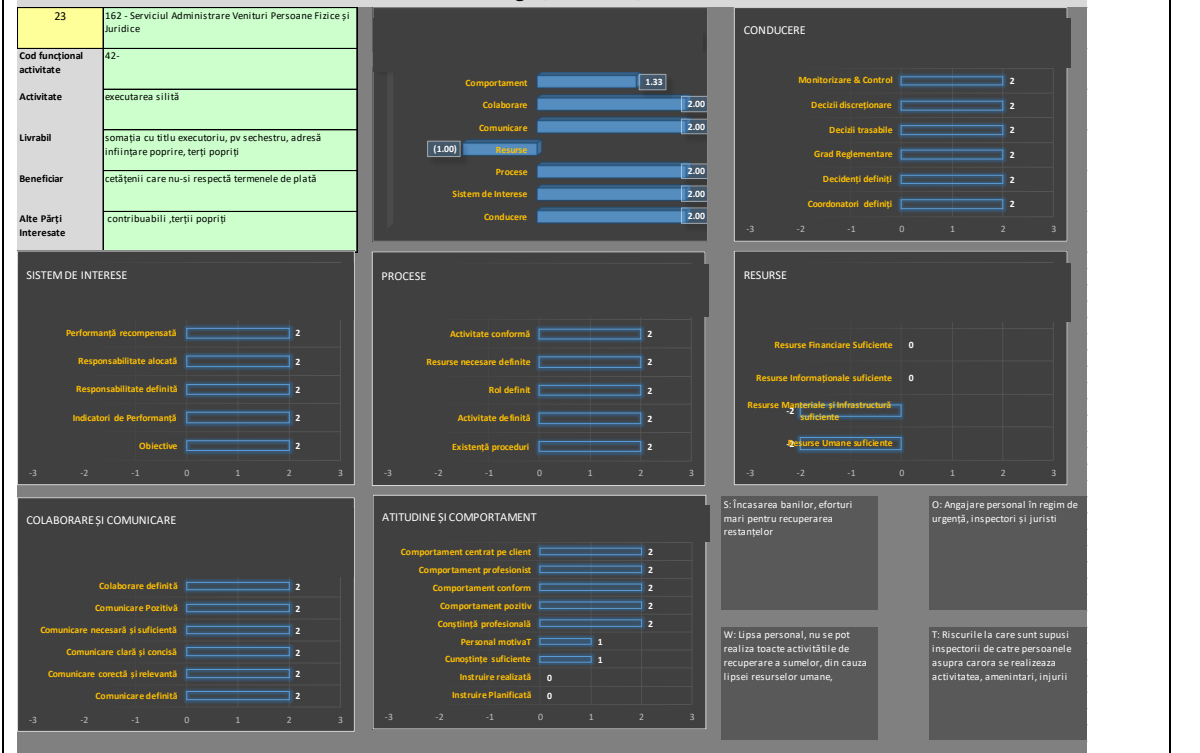 23
162 - Serviciul Administrare Venituri Persoane Fizice și
Juridice
Cod funcțional
activitate
42-
Activitate
executarea silită
Livrabil
somația cu titlu executoriu, pv sechestru, adresă
inființare poprire, terți popriți
Beneficiar
cetățenii care nu-si respectă termenele de plată
Alte Părți
Interesate
contribuabili ,terții popriți
Comportament 1.33
Colaborare 2.00
Comunicare 2.00
(1.00) Resurse
Procese 2.00
Sistem de Interese 2.00
Conducere 2.00
CONDUCERE
Monitorizare & Control 2
Decizii discreționare 2
Decizii trasabile 2
Grad Reglementare 2
Decidenți definiți 2
Coordonatori definiți 2
-3 -2 -1 0 1 2 3
SISTEM DE INTERESE
Performanță recompensată 2
Responsabilitate alocată 2
Responsabilitate definită 2
Indicatori de Performanță 2
Obiective 2
-3 -2 -1 0 1 2 3
PROCESE
Activitate conformă 2
Resurse necesare definite 2
Rol definit 2
Activitate definită 2
Existență proceduri 2
-3 -2 -1 0 1 2 3
RESURSE
Resurse Financiare Suficiente 0
Resurse Informaționale suficiente 0
Resurse Manteriale și Infrastructură
suficiente -2
Resurse Umane suficiente -2
-3 -2 -1 0 1 2 3
COLABORARE ȘI COMUNICARE
Colaborare definită 2
Comunicare Pozitivă 2
Comunicare necesară și suficientă 2
Comunicare clară și concisă 2
Comunicare corectă și relevantă 2
Comunicare definită 2
-3 -2 -1 0 1 2 3
ATITUDINE ȘI COMPORTAMENT
Comportament centrat pe client 2
Comportament profesionist 2
Comportament conform 2
Comportament pozitiv 2
Conștiință profesională 2
Personal motivaT 1
Cunoștințe suficiente 1
Instruire realizată 0
Instruire Planificată 0
-3 -2 -1 0 1 2 3
S: Încasarea banilor, eforturi
mari pentru recuperarea
restanțelor
O: Angajare personal în regim de
urgență, inspectori și juristi
W: Lipsa personal, nu se pot
realiza toacte activitățile de
recuperare a sumelor, din cauza
lipsei resurselor umane,
T: Riscurile la care sunt supusi
inspectorii de catre persoanele
asupra carora se realizeaza
activitatea, amenintari, injurii